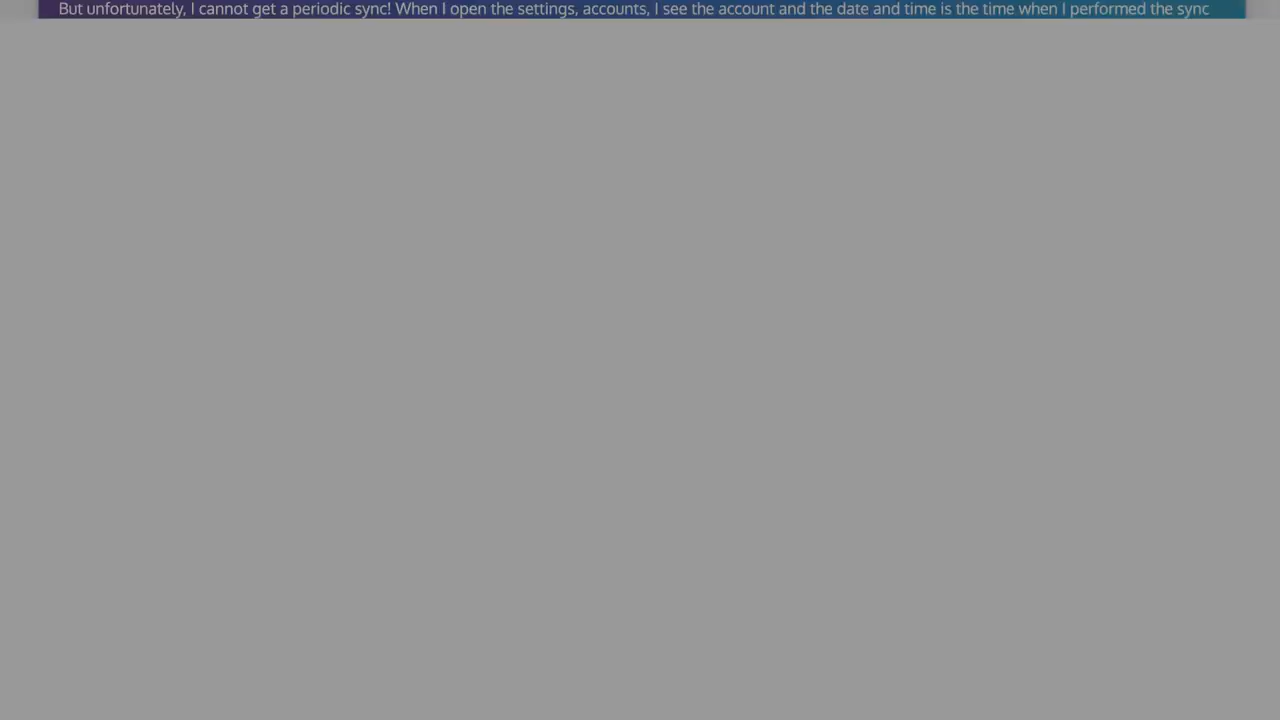 But unfortunately, I cannot get a periodic sync! When I open the settings, accounts, I see the account and the date and time is the time when I performed the sync